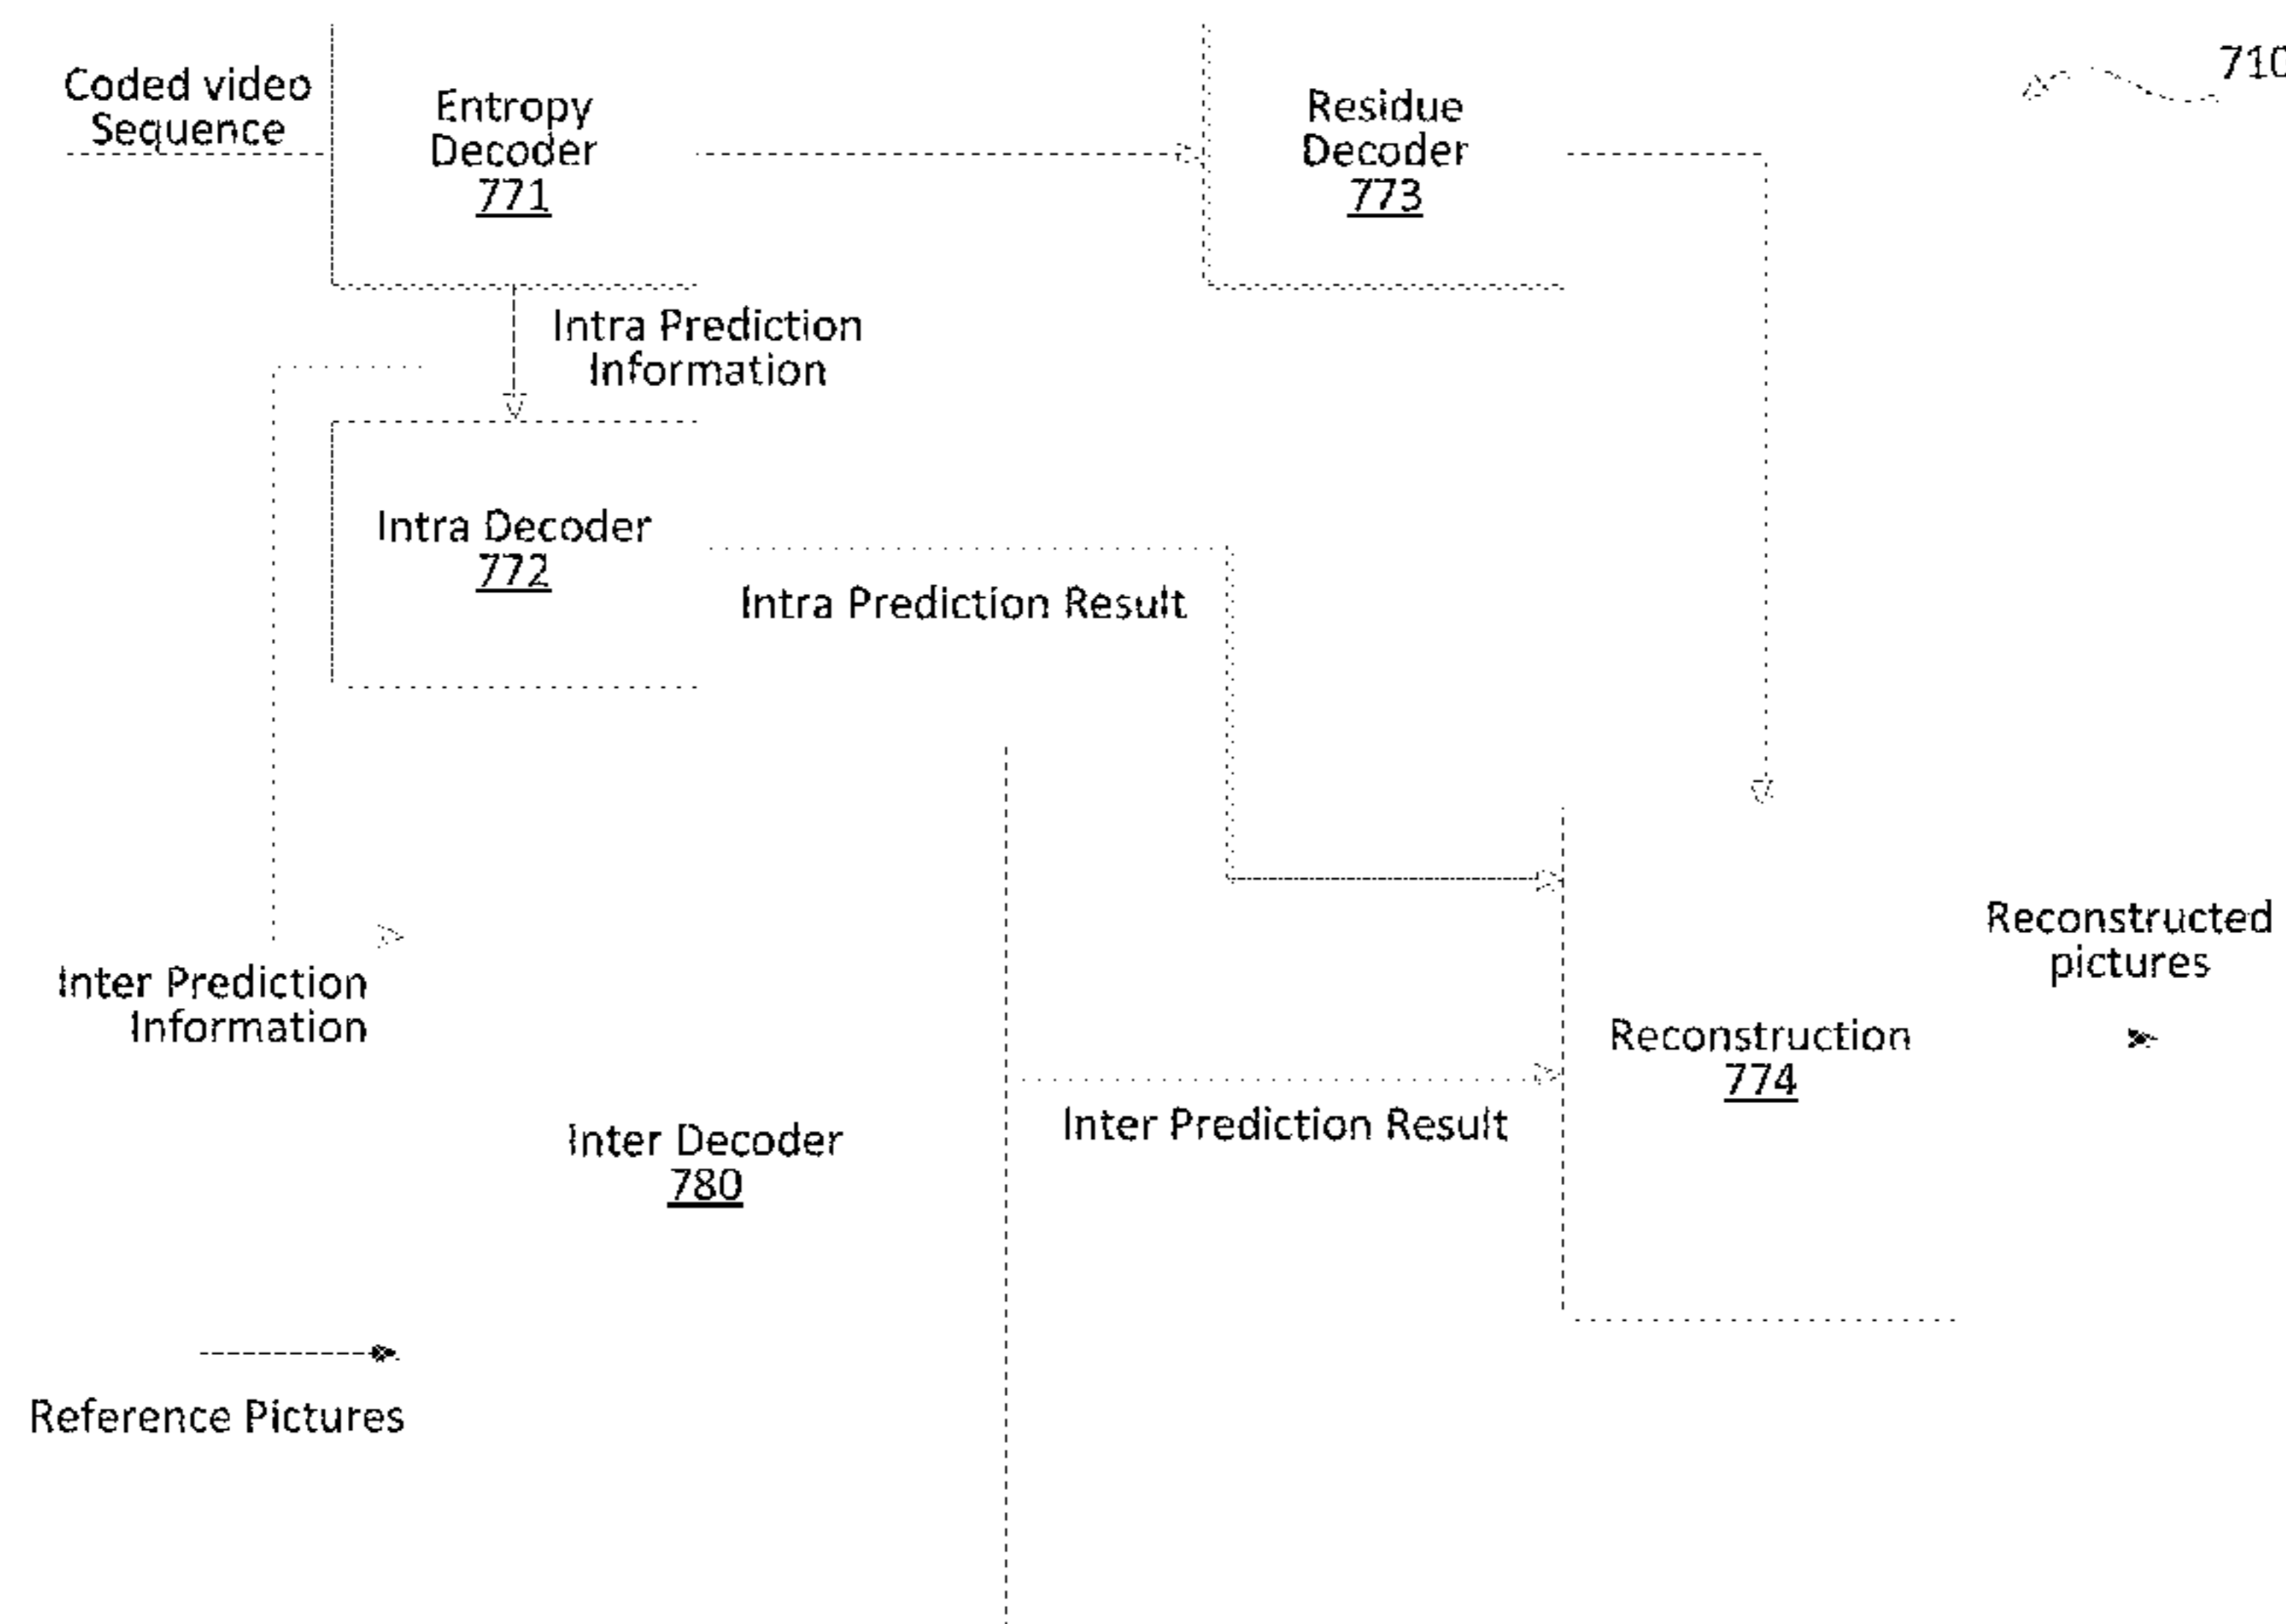 710
Coded video
Sequence
Entropy
Decoder
771
Residue
Decoder
773
Intra Prediction
Information
Intra Decoder
772
Intra Prediction Result
Inter Prediction
Information
Reconstructed
pictures
Reconstruction
774
Inter Prediction Result
Inter Decoder
780
Reference Pictures